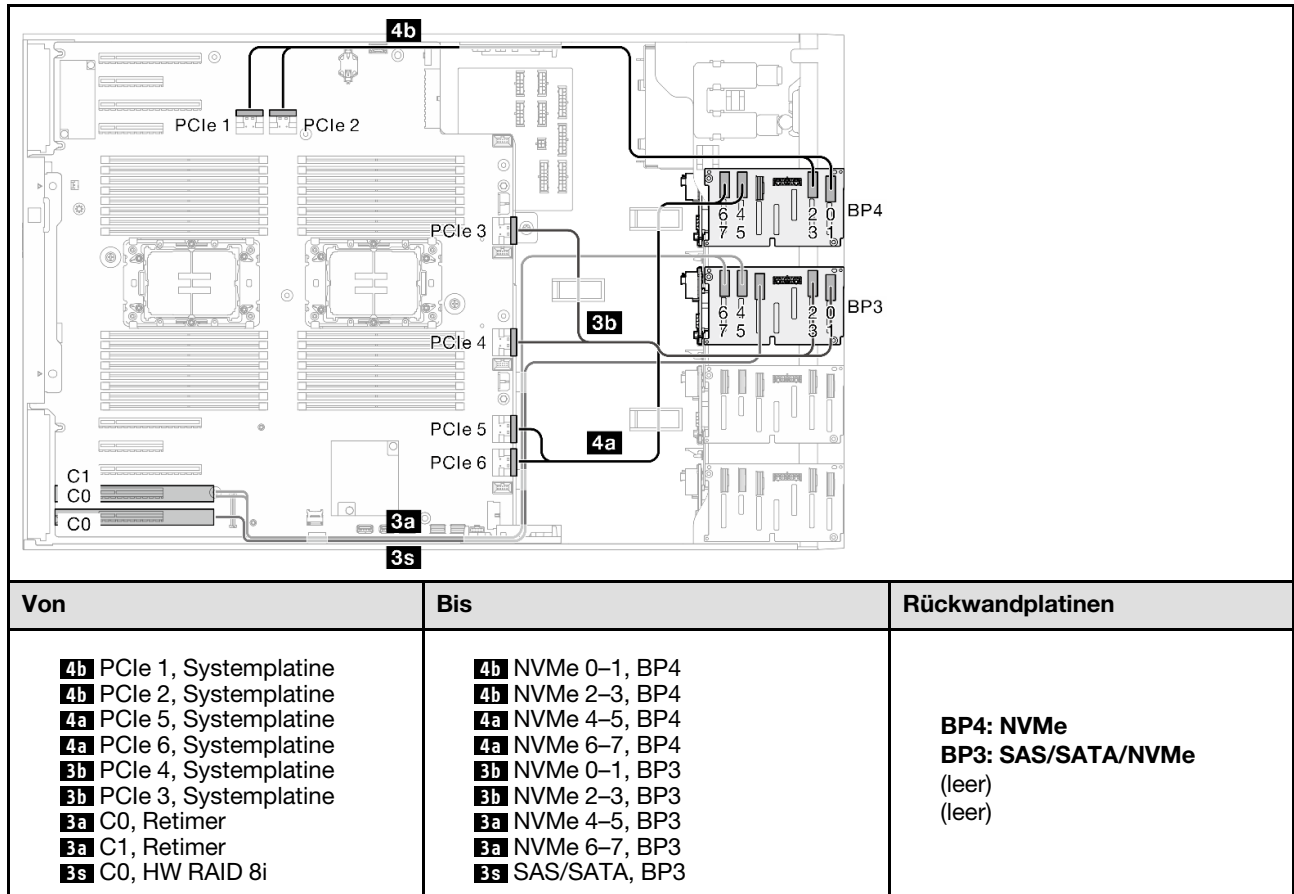 4b
PCIe 1
PCIe 2
PCIe 3
6 4 2 0
7 5 3 1
BP4
6 4 2 0
7 5 3 1
BP3
3b
PCIe 4
PCIe 5
4a
PCIe 6
C1
C0
C0
3a
3s
Von Bis Rückwandplatinen
4b PCIe 1, Systemplatine
4b PCIe 2, Systemplatine
4a PCIe 5, Systemplatine
4a PCIe 6, Systemplatine
3b PCIe 4, Systemplatine
3b PCIe 3, Systemplatine
3a C0, Retimer
3a C1, Retimer
3s C0, HW RAID 8i
4b NVMe 0–1, BP4
4b NVMe 2–3, BP4
4a NVMe 4–5, BP4
4a NVMe 6–7, BP4
3b NVMe 0–1, BP3
3b NVMe 2–3, BP3
3a NVMe 4–5, BP3
3a NVMe 6–7, BP3
3s SAS/SATA, BP3
BP4: NVMe
BP3: SAS/SATA/NVMe
(leer)
(leer)